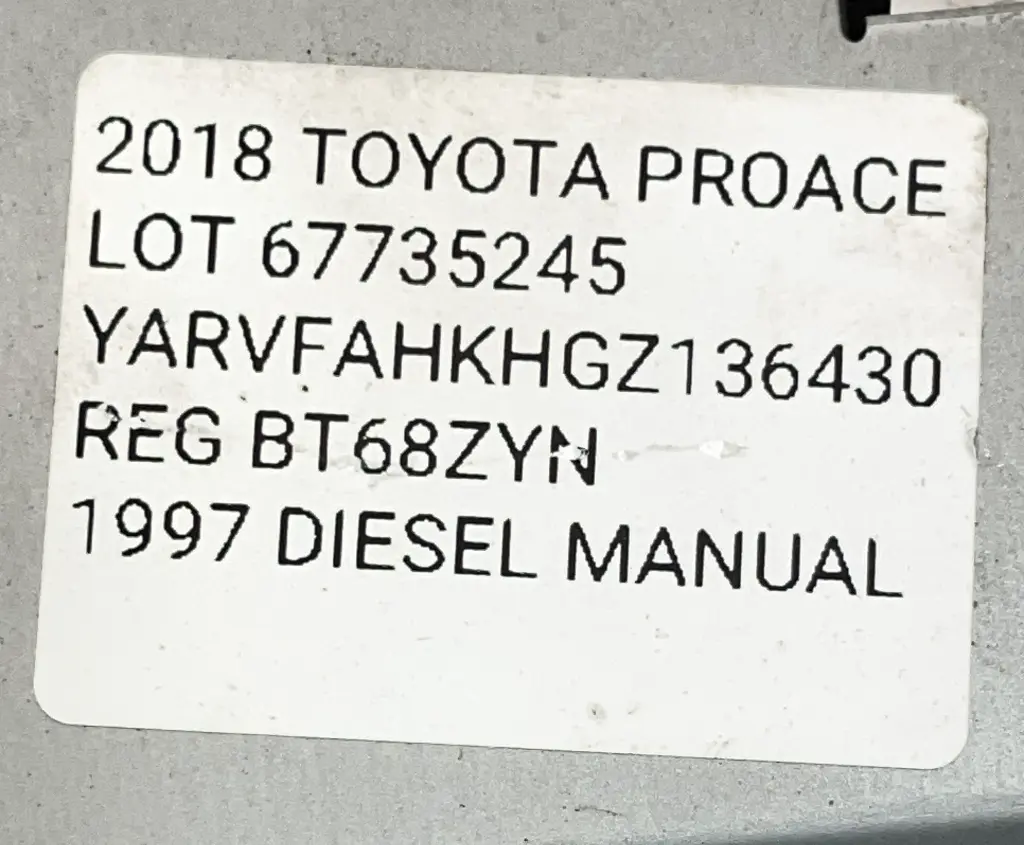 2018 TOYOTA PROACE
LOT 67735245
YARVFAHKHGZ136430
REG BT68ZYN
1997 DIESEL MANUAL